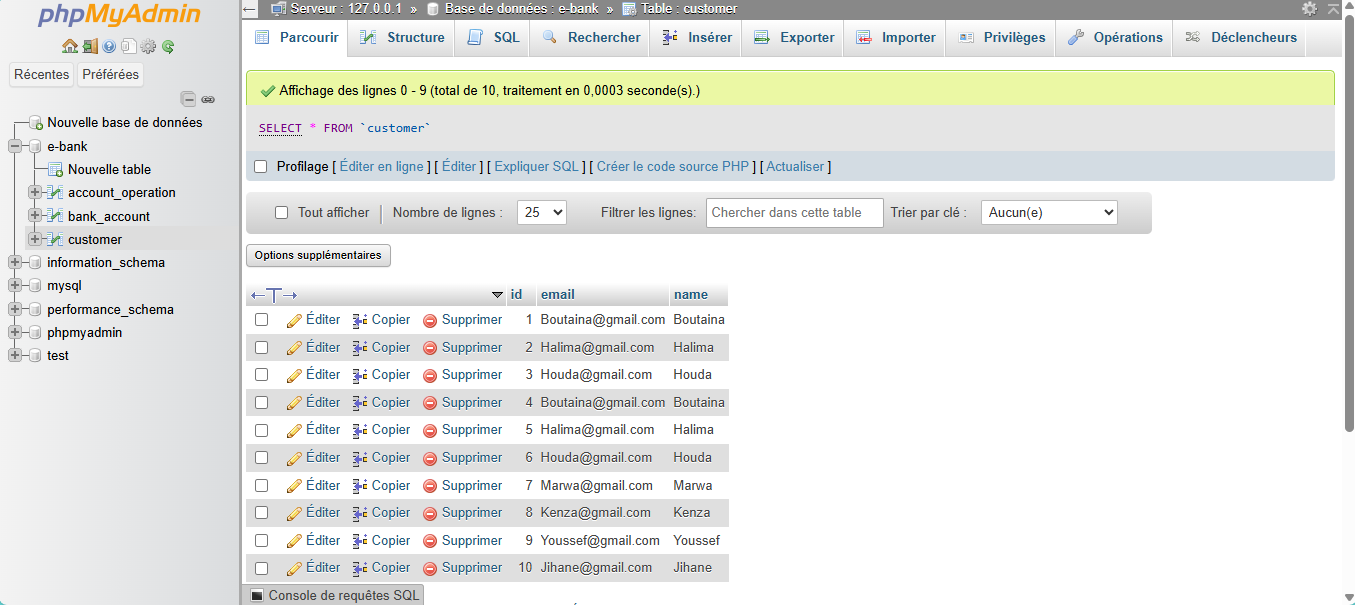 phpMyAdmin
Récentes Préférées
Nouvelle base de données
e-bank
Nouvelle table
account_operation
bank_account
customer
information_schema
mysql
performance_schema
phpmyadmin
test
Serveur : 127.0.0.1 » Base de données : e-bank » Table : customer
Parcourir Structure SQL Rechercher Insérer Exporter Importer Privilèges Opérations Déclencheurs
Affichage des lignes 0 - 9 (total de 10, traitement en 0,0003 seconde(s).)
SELECT * FROM `customer`
Profilage [ Éditer en ligne ] [ Éditer ] [ Expliquer SQL ] [ Créer le code source PHP ] [ Actualiser ]
Tout afficher | Nombre de lignes : 25 Filtrer les lignes: Chercher dans cette table Trier par clé : Aucun(e)
Options supplémentaires
id email name
Éditer Copier Supprimer 1 Boutaina@gmail.com Boutaina
Éditer Copier Supprimer 2 Halima@gmail.com Halima
Éditer Copier Supprimer 3 Houda@gmail.com Houda
Éditer Copier Supprimer 4 Boutaina@gmail.com Boutaina
Éditer Copier Supprimer 5 Halima@gmail.com Halima
Éditer Copier Supprimer 6 Houda@gmail.com Houda
Éditer Copier Supprimer 7 Marwa@gmail.com Marwa
Éditer Copier Supprimer 8 Kenza@gmail.com Kenza
Éditer Copier Supprimer 9 Youssef@gmail.com Youssef
Éditer Copier Supprimer 10 Jihane@gmail.com Jihane
Console de requêtes SQL